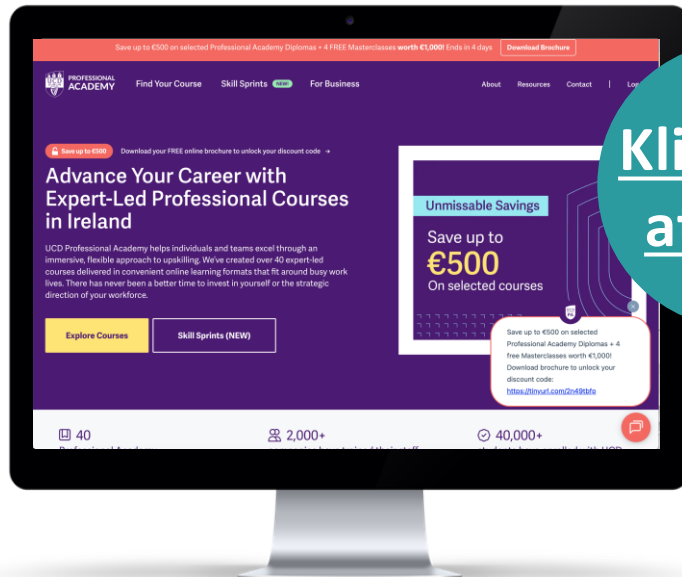 Save up to €500 on selected Professional Academy Diplomas + 4 FREE Masterclasses worth €1,000! Ends in 4 days
Download Brochure
UCD PROFESSIONAL
ACADEMY
Find Your Course
Skill Sprints NEW!
For Business
About
Resources
Contact
|
Save up to €500
Download your FREE online brochure to unlock your discount code →
Advance Your Career with
Expert-Led Professional Courses
in Ireland
UCD Professional Academy helps individuals and teams excel through an
immersive, flexible approach to upskilling. We've created over 40 expert-led
courses delivered in convenient online learning formats that fit around busy work
lives. There has never been a better time to invest in yourself or the strategic
direction of your workforce.
Explore Courses
Skill Sprints (NEW)
Unmissable Savings
Save up to
€500
On selected courses
Save up to €500 on selected
Professional Academy Diplomas + 4
free Masterclasses worth €1,000!
Download brochure to unlock your
discount code:
https://tinyurl.com/2n49tbfp
40
2,000+
40,000+